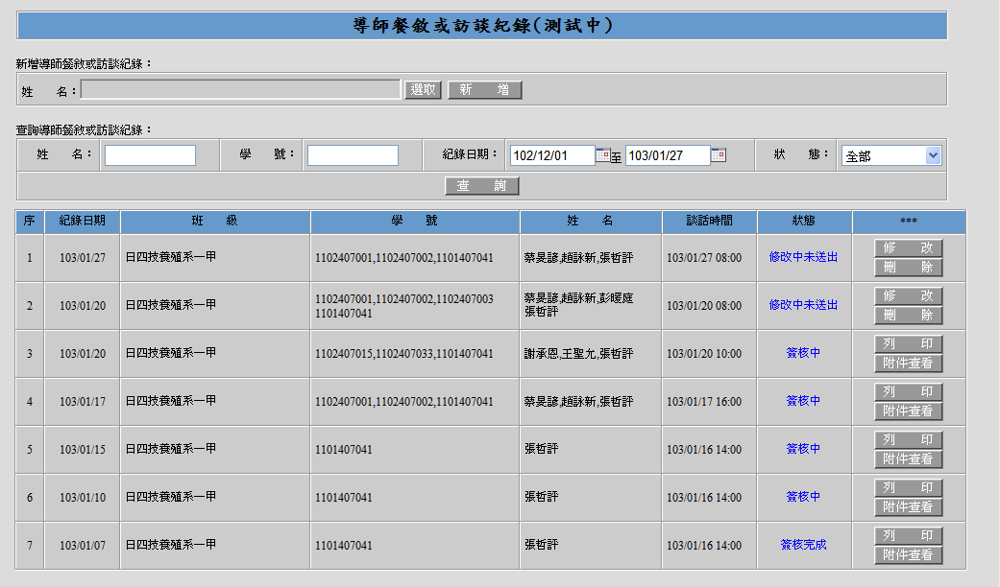 導師餐敘或訪談紀錄(測試中)
新增導師餐敘或訪談紀錄：
姓 名： 選取 新 增
查詢導師餐敘或訪談紀錄：
姓 名： 學 號： 紀錄日期： 102/12/01 至 103/01/27 狀 態： 全部
查 詢
序 紀錄日期 班 級 學 號 姓 名 談話時間 狀態 ***
1 103/01/27 日四技養殖系一甲 1102407001,1102407002,1101407041 蔡昊諺,趙詠新,張哲評 103/01/27 08:00 修改中未送出 修 改
刪 除
2 103/01/20 日四技養殖系一甲 1102407001,1102407002,1102407003 蔡昊諺,趙詠新,彭暧庭 103/01/20 08:00 修改中未送出 修 改
1101407041 張哲評 刪 除
3 103/01/20 日四技養殖系一甲 1102407015,1102407033,1101407041 謝承恩,王聖允,張哲評 103/01/20 10:00 簽核中 列 印
附件查看
4 103/01/17 日四技養殖系一甲 1102407001,1102407002,1101407041 蔡昊諺,趙詠新,張哲評 103/01/17 16:00 簽核中 列 印
附件查看
5 103/01/15 日四技養殖系一甲 1101407041 張哲評 103/01/16 14:00 簽核中 列 印
附件查看
6 103/01/10 日四技養殖系一甲 1101407041 張哲評 103/01/16 14:00 簽核中 列 印
附件查看
7 103/01/07 日四技養殖系一甲 1101407041 張哲評 103/01/16 14:00 簽核完成 列 印
附件查看